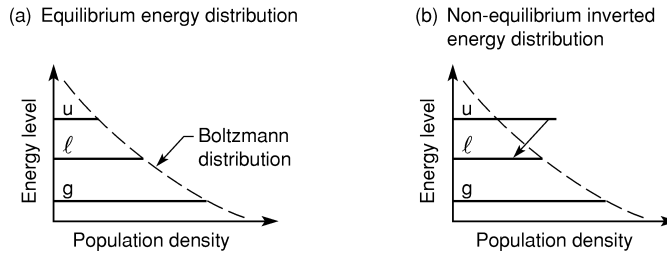 (a) Equilibrium energy distribution
Energy level
u
ℓ
g
Boltzmann
distribution
Population density
(b) Non-equilibrium inverted
energy distribution
Energy level
u
ℓ
g
Population density